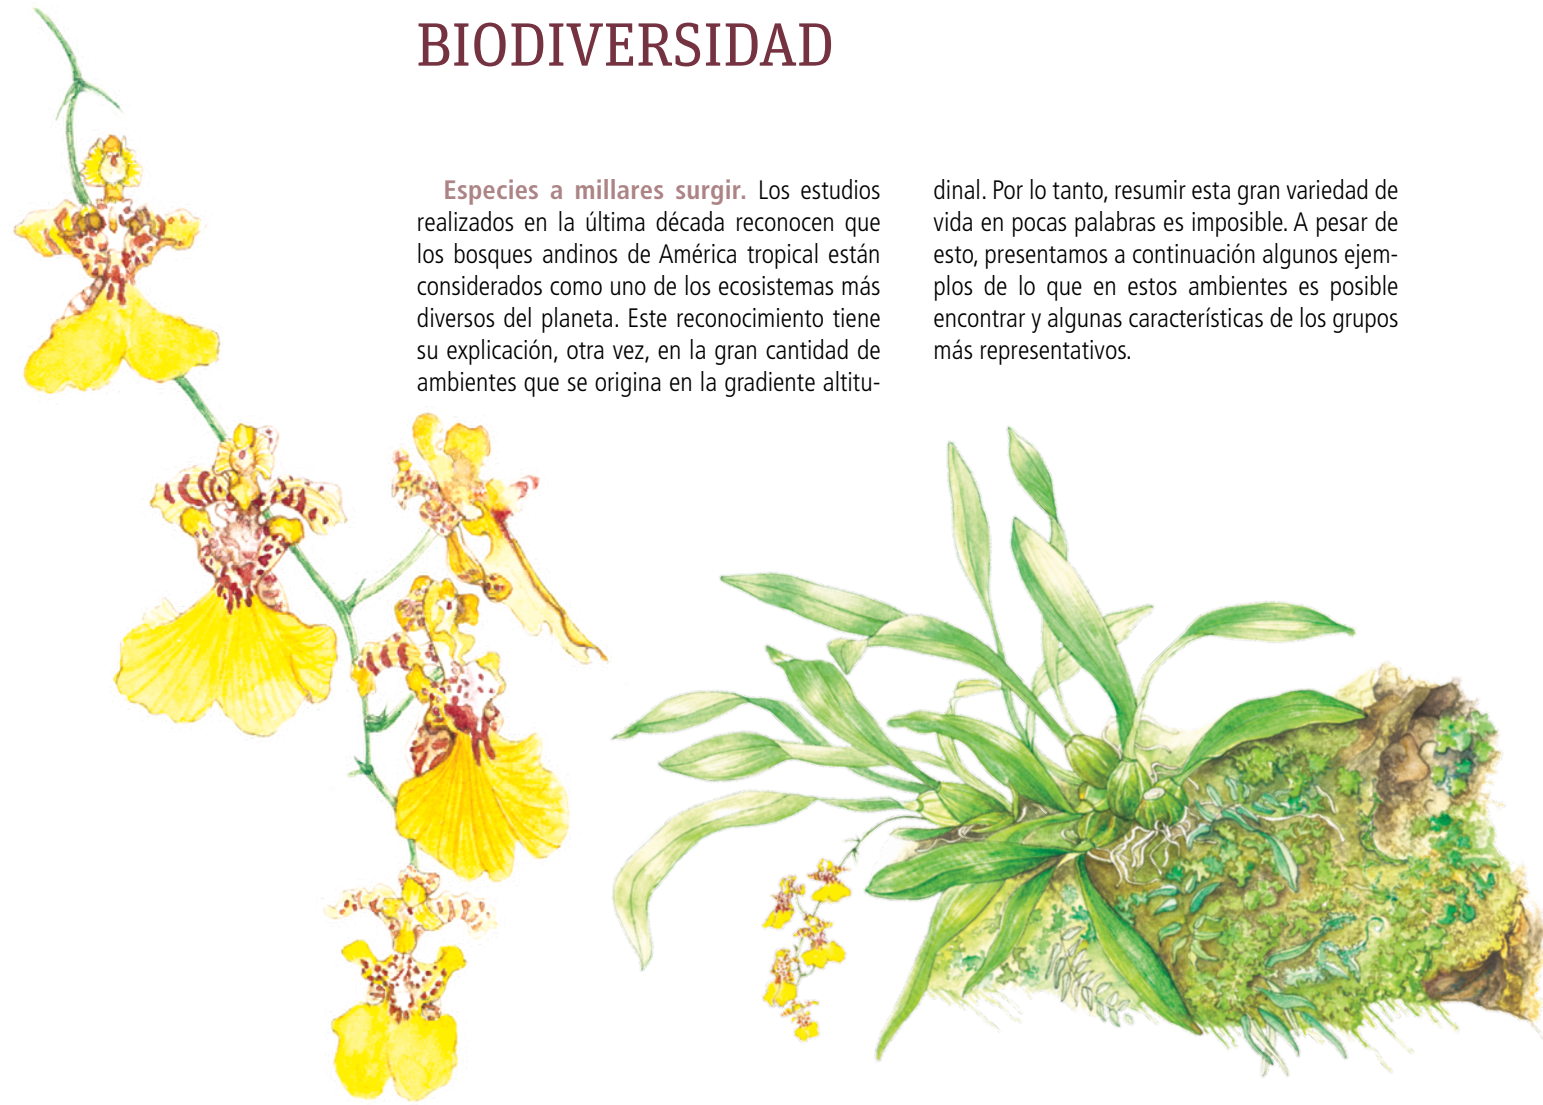 BIODIVERSIDAD
Especies a millares surgir. Los estudios
realizados en la última década reconocen que
los bosques andinos de América tropical están
considerados como uno de los ecosistemas más
diversos del planeta. Este reconocimiento tiene
su explicación, otra vez, en la gran cantidad de
ambientes que se origina en la gradiente altitu-
dinal. Por lo tanto, resumir esta gran variedad de
vida en pocas palabras es imposible. A pesar de
esto, presentamos a continuación algunos ejem-
plos de lo que en estos ambientes es posible
encontrar y algunas características de los grupos
más representativos.